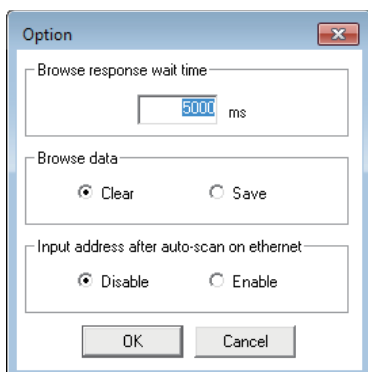 Option
Browse response wait time
5000 ms
Browse data
Clear Save
Input address after auto-scan on ethernet
Disable Enable
OK Cancel